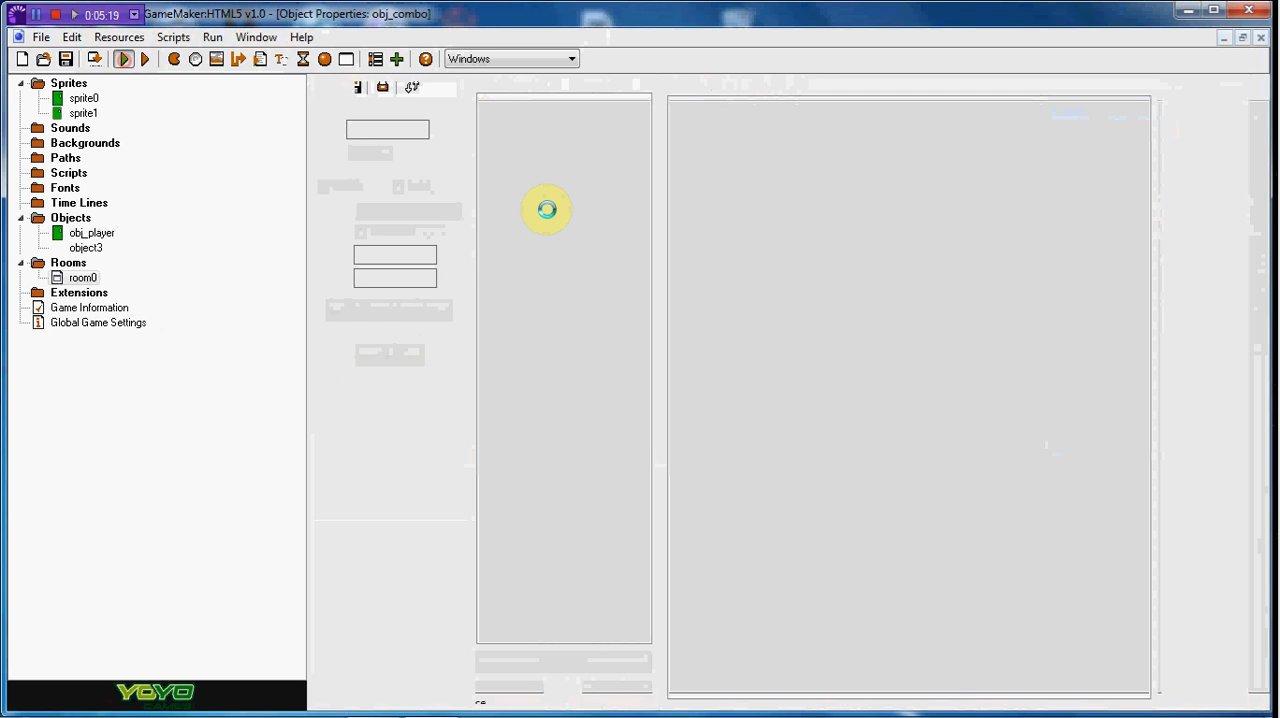 00:05:19
GameMaker:HTML5 v1.0 - [Object Properties: obj_combo]
File Edit Resources Scripts Run Window Help
Windows
Sprites
sprite0
sprite1
Sounds
Backgrounds
Paths
Scripts
Fonts
Time Lines
Objects
obj_player
object3
Rooms
room0
Extensions
Game Information
Global Game Settings
YOYO
GAMES